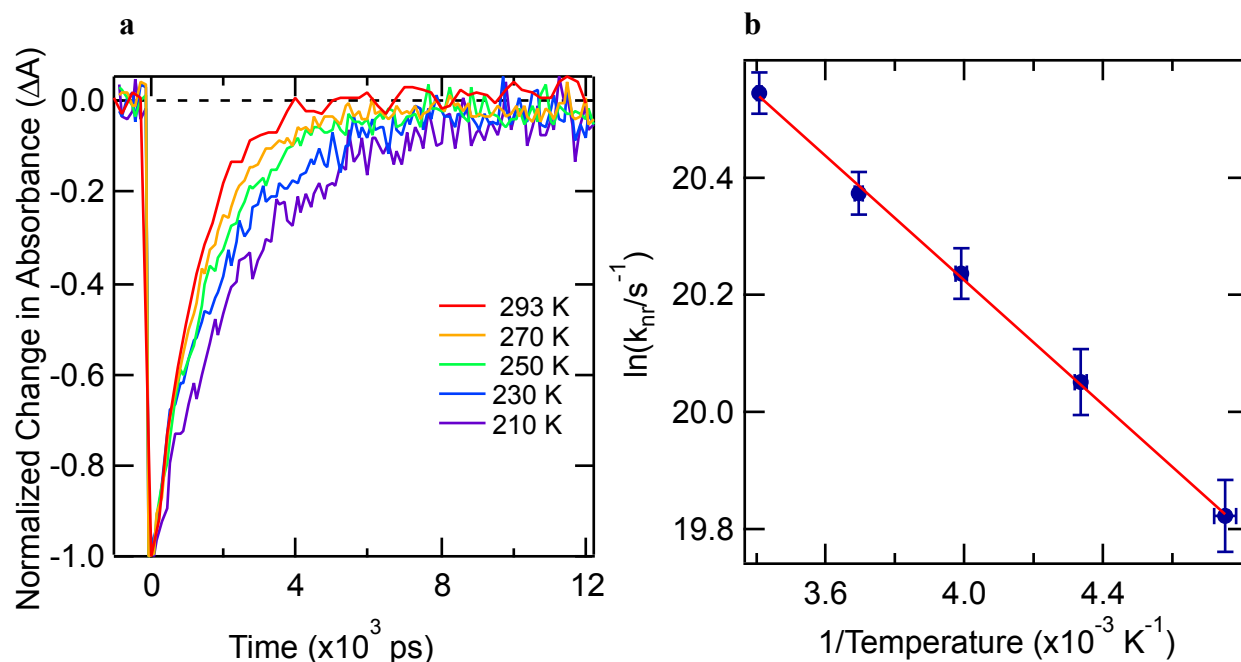 a
Normalized Change in Absorbance (ΔA)
0.0
-0.2
-0.4
-0.6
-0.8
-1.0
293 K
270 K
250 K
230 K
210 K
0
4
8
12
Time (x10³ ps)
b
ln(kₙᵣ/s⁻¹)
20.4
20.2
20.0
19.8
3.6
4.0
4.4
1/Temperature (x10⁻³ K⁻¹)